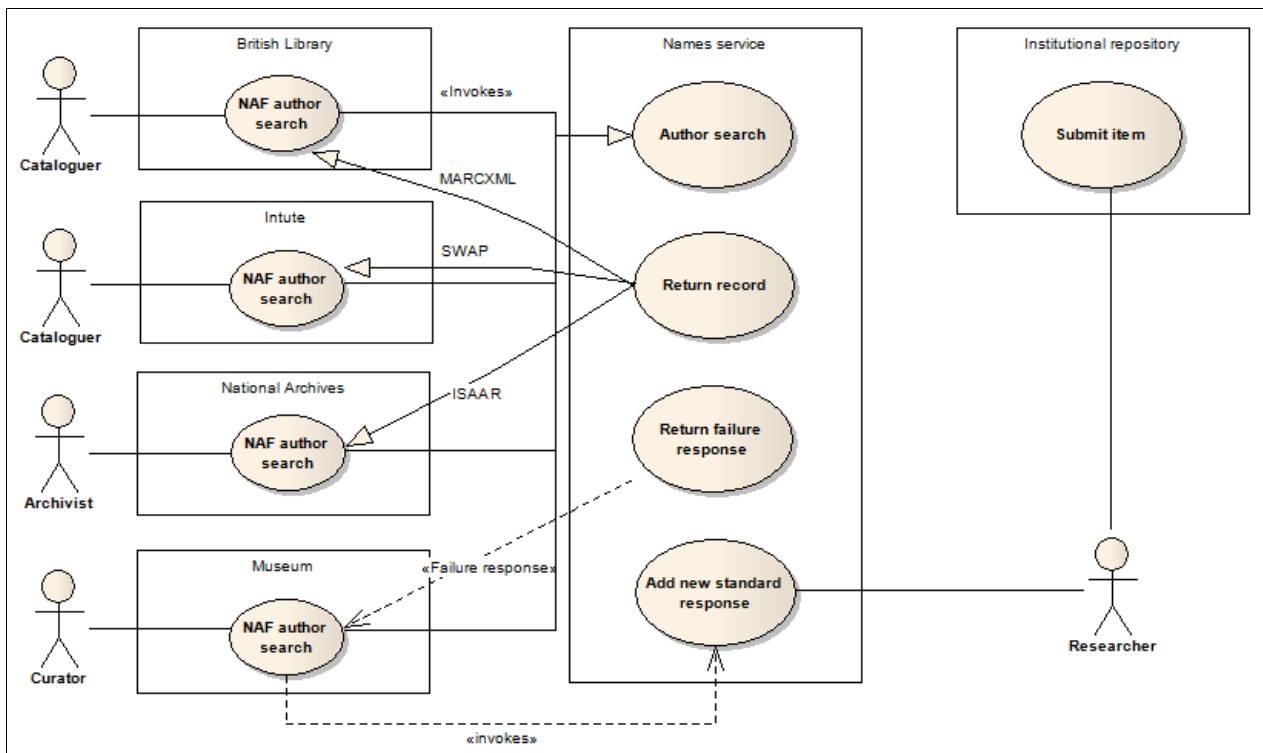 British Library
Names service
Institutional repository
NAF author
search
«Invokes»
Author search
Submit item
Cataloguer
MARCXML
Intute
SWAP
NAF author
search
Return record
Cataloguer
National Archives
ISAAR
NAF author
search
Return failure
response
Archivist
Museum
«Failure response»
Add new standard
response
NAF author
search
Curator
Researcher
«invokes»